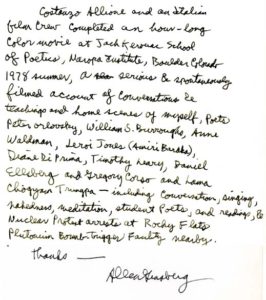 Costanzo Allione and an Italian
film crew completed an hour-long
Color movie at Jack Kerouac School
of Poetics, Naropa Institute, Boulder Colorado
1978 summer, a serious & spontaneously
filmed account of Conversations &
teachings and home scenes of myself, Poets
Peter Orlovsky, William S. Burroughs, Anne
Waldman, Leroi Jones (Amiri Baraka),
Diane Di Prima, Timothy Leary, Daniel
Ellsberg and Gregory Corso and Lama
Chögyam Trungpa — including Conversation, singing,
nakedness, meditation, student Poets, and readings, &
Nuclear Protest arrests at Rocky Flats
Plutonium Bomb-trigger Facility nearby.
Thanks —
Allen Ginsberg